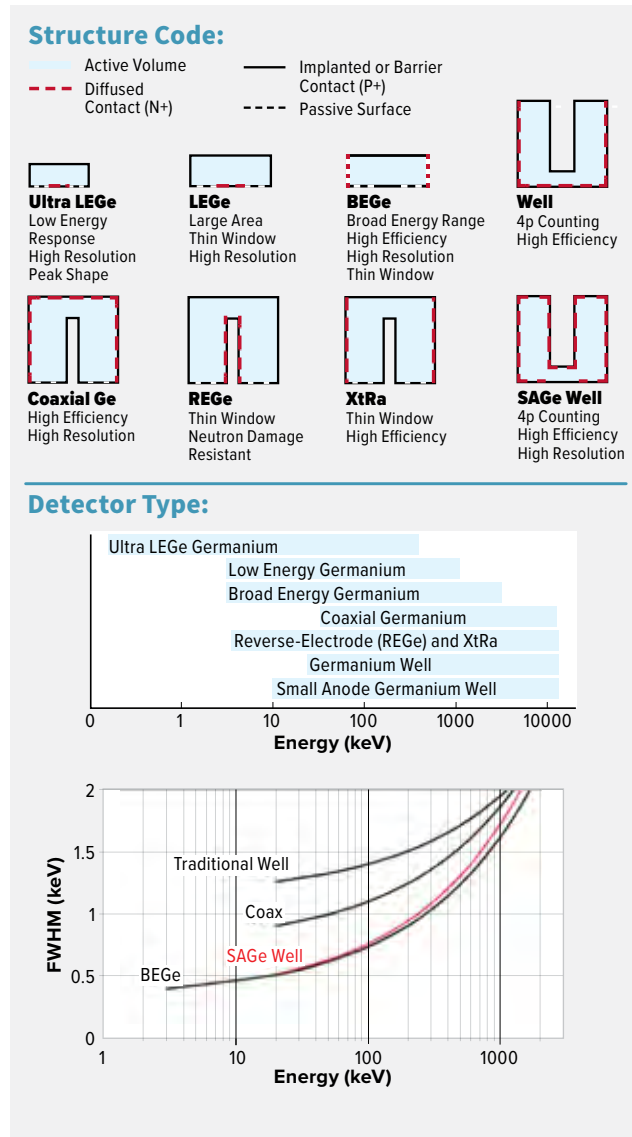 Structure Code:
Active Volume
Diffused
Contact (N+)
Implanted or Barrier
Contact (P+)
Passive Surface
Ultra LEGe
Low Energy
Response
High Resolution
Peak Shape
LEGe
Large Area
Thin Window
High Resolution
BEGe
Broad Energy Range
High Efficiency
High Resolution
Thin Window
Well
4p Counting
High Efficiency
Coaxial Ge
High Efficiency
High Resolution
REGe
Thin Window
Neutron Damage
Resistant
XtRa
Thin Window
High Efficiency
SAGe Well
4p Counting
High Efficiency
High Resolution
Detector Type:
Ultra LEGe Germanium
Low Energy Germanium
Broad Energy Germanium
Coaxial Germanium
Reverse-Electrode (REGe) and XtRa
Germanium Well
Small Anode Germanium Well
0 1 10 100 1000 10000
Energy (keV)
FWHM (keV)
2
1.5
1
0.5
0
Traditional Well
Coax
SAGe Well
BEGe
1 10 100 1000
Energy (keV)